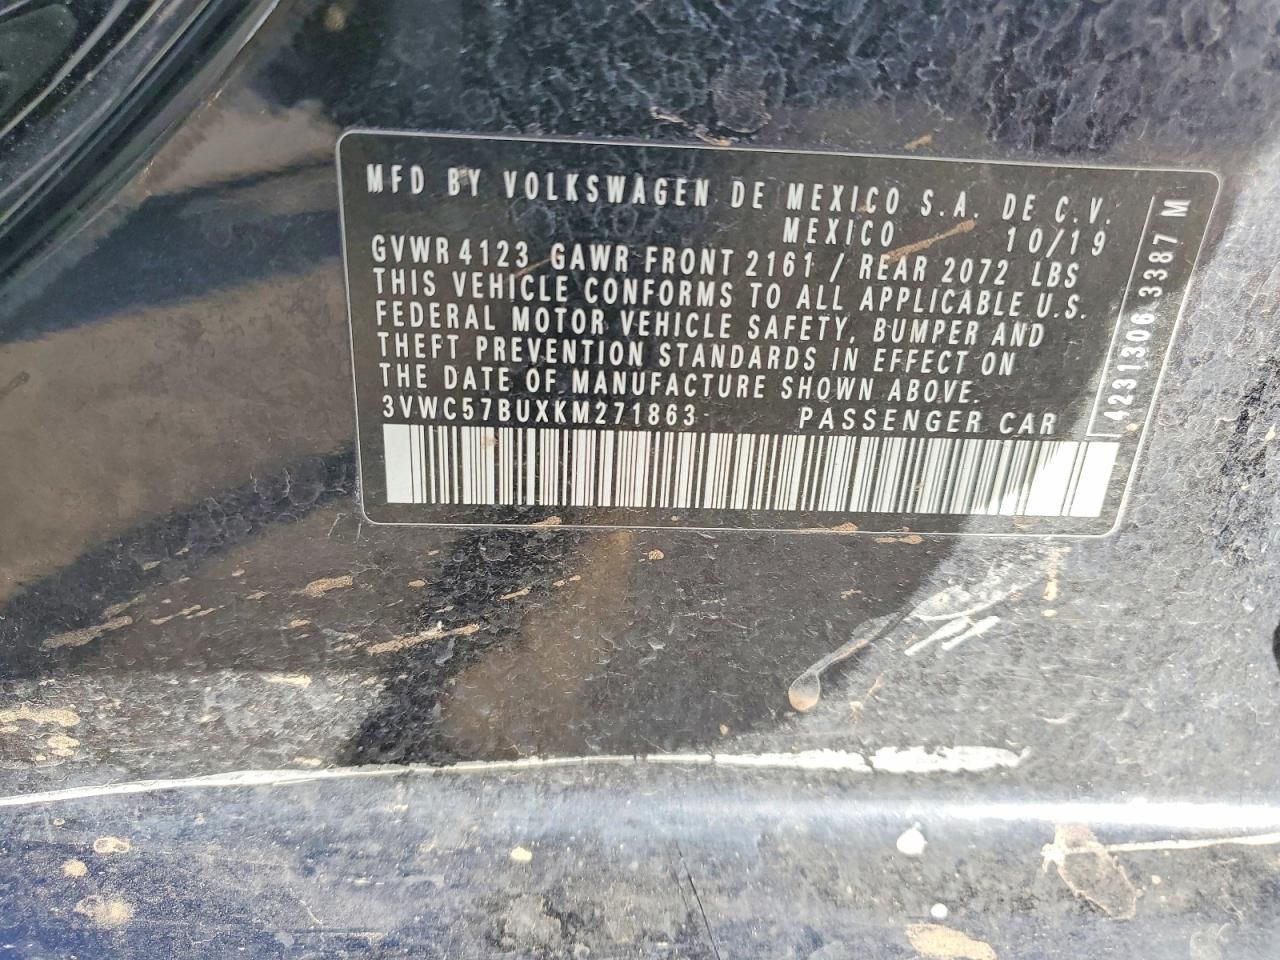 MFD BY VOLKSWAGEN DE MEXICO S.A. DE C.V.
MEXICO 10/19
GVWR 4123 GAWR FRONT 2161 / REAR 2072 LBS
THIS VEHICLE CONFORMS TO ALL APPLICABLE U.S.
FEDERAL MOTOR VEHICLE SAFETY, BUMPER AND
THEFT PREVENTION STANDARDS IN EFFECT ON
THE DATE OF MANUFACTURE SHOWN ABOVE.
3VWC57BUXKM271863 PASSENGER CAR
4231306 3387 M